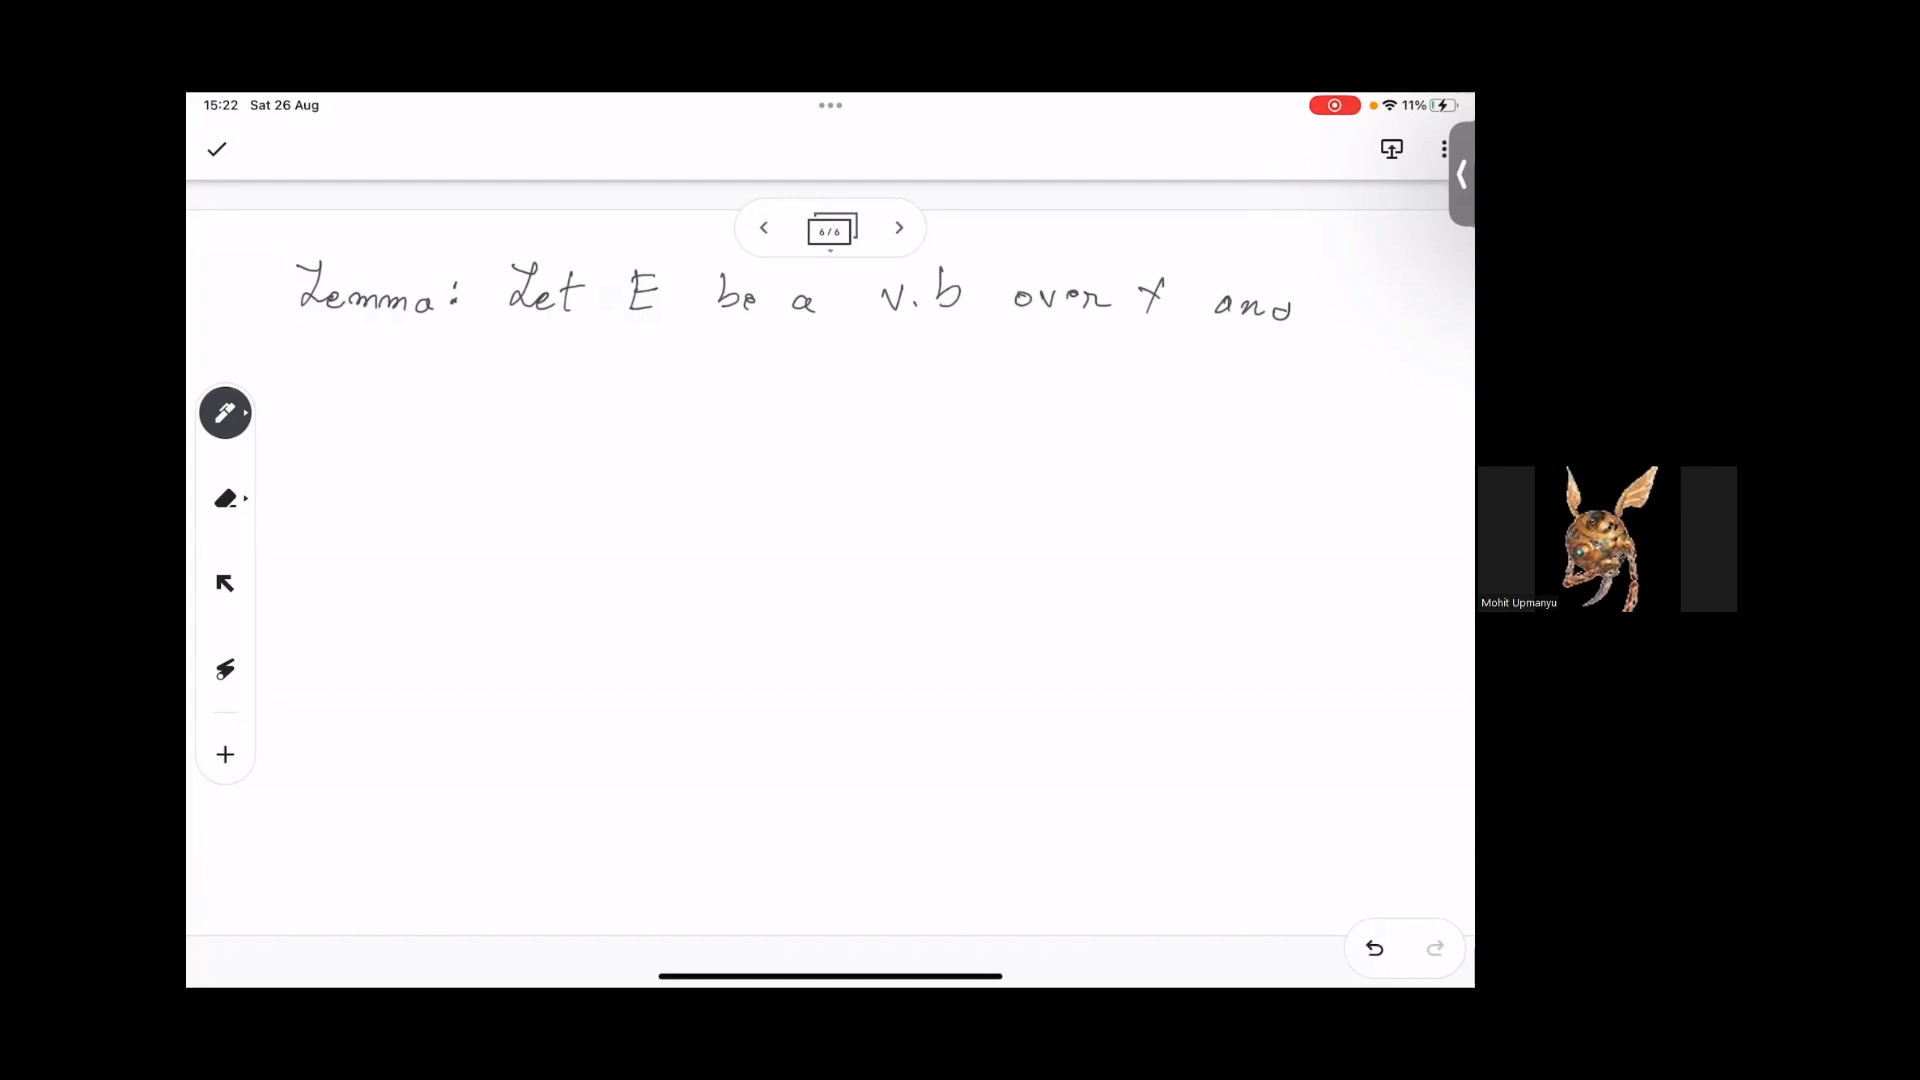 15:22 Sat 26 Aug
11%
6/6
Lemma: Let E be a v.b over X and
Mohit Upmanyu